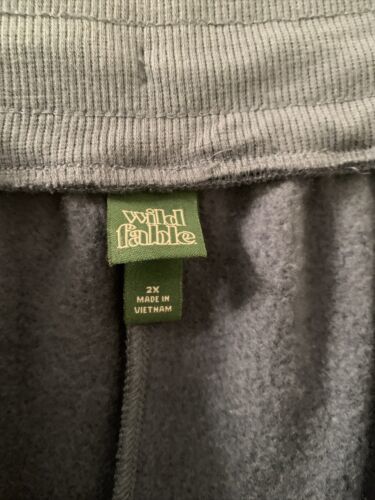 wild
fable
2X
MADE IN
VIETNAM